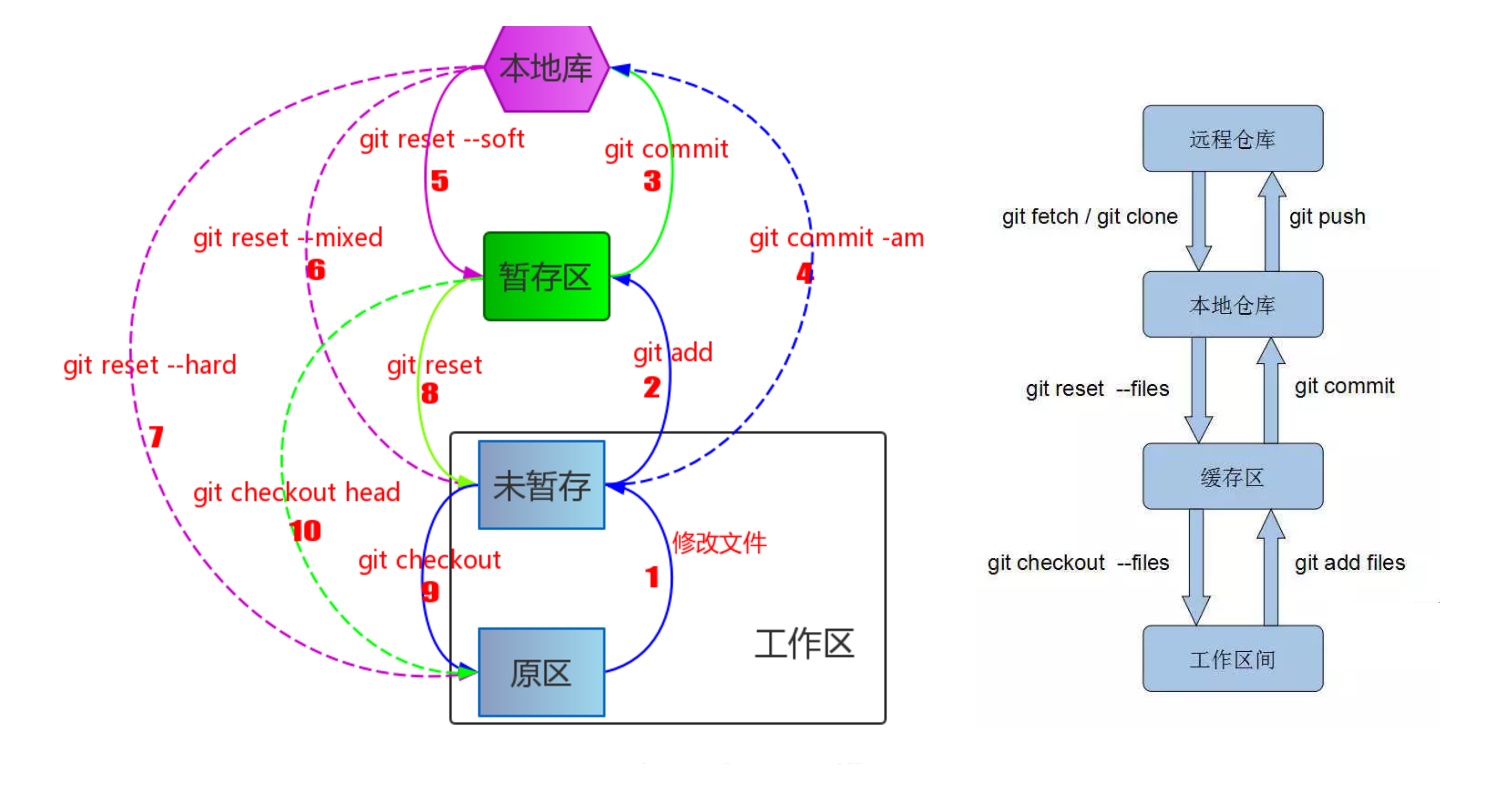 本地库
git reset --soft
5
git commit
3
git reset --mixed
6
git commit -am
4
暂存区
git reset --hard
7
git reset
8
git add
2
未暂存
git checkout head
10
git checkout
9
修改文件
1
工作区
原区
远程仓库
git fetch / git clone
git push
本地仓库
git reset --files
git commit
缓存区
git checkout --files
git add files
工作区间